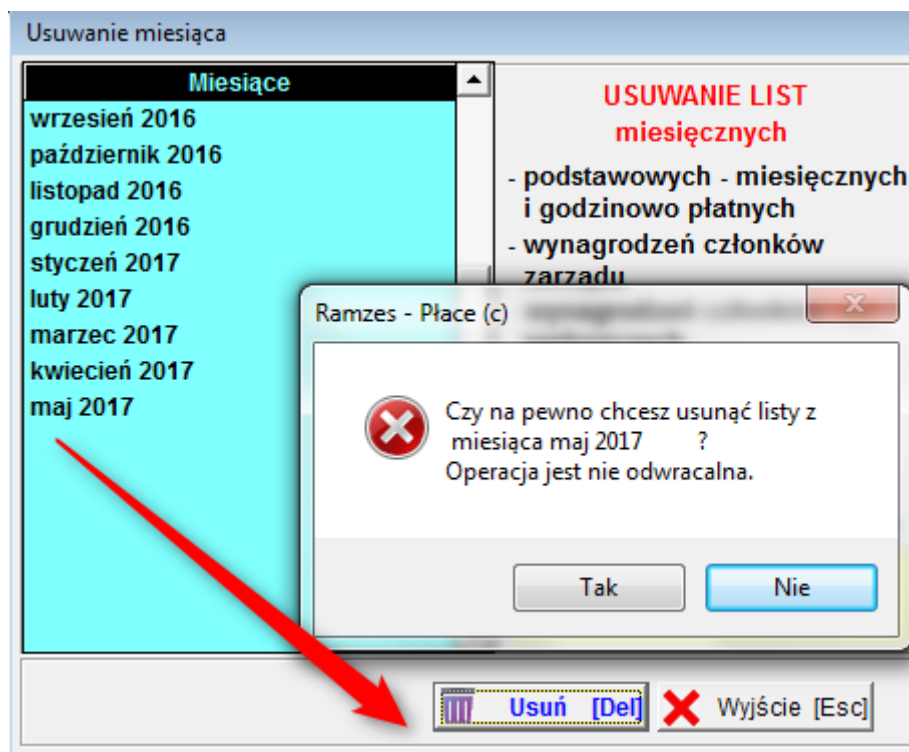 Usuwanie miesiąca
Miesiące
wrzesień 2016
październik 2016
listopad 2016
grudzień 2016
styczeń 2017
luty 2017
marzec 2017
kwiecień 2017
maj 2017
USUWANIE LIST
miesięcznych
- podstawowych - miesięcznych
i godzinowo płatnych
- wynagrodzeń członków
zarządu
Ramzes - Płace (c)
Czy na pewno chcesz usunąć listy z
miesiąca maj 2017 ?
Operacja jest nie odwracalna.
Tak
Nie
Usuń [Del]
Wyjście [Esc]